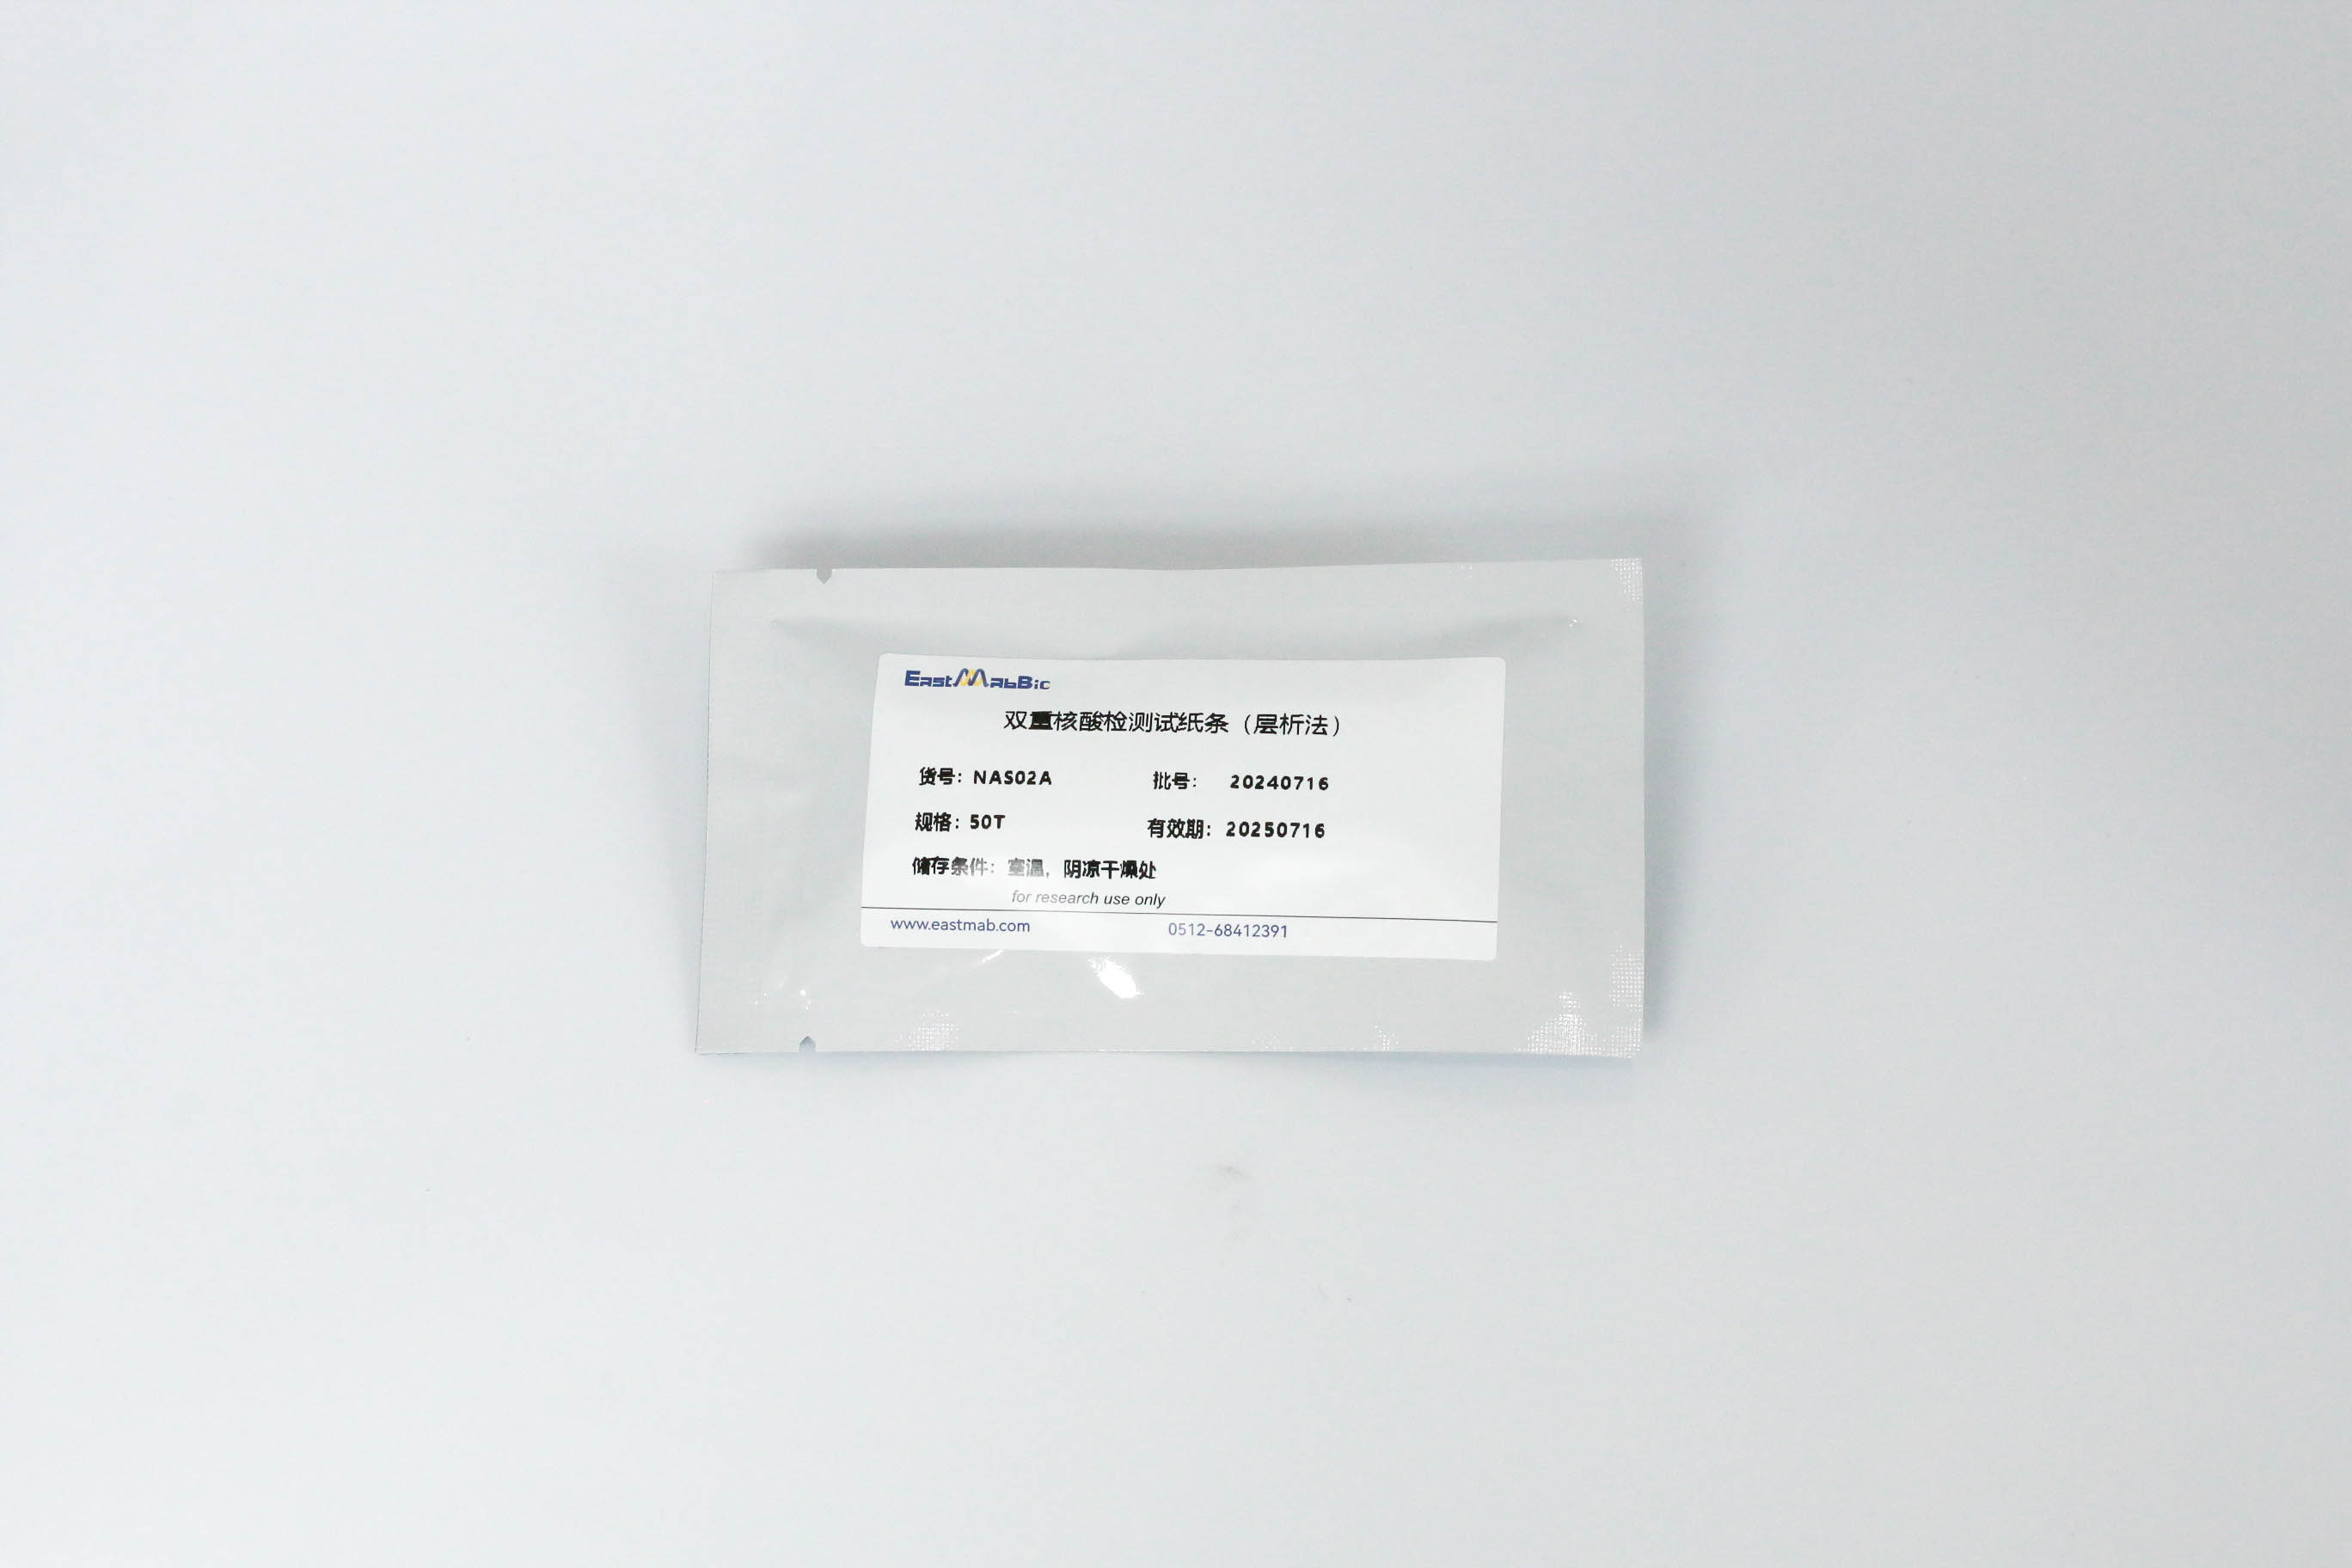 EastMabBio
双重核酸检测试纸条（层析法）
货号：NAS02A 批号： 20240716
规格：50T 有效期：20250716
储存条件：室温，阴凉干燥处
for research use only
www.eastmab.com 0512-68412391